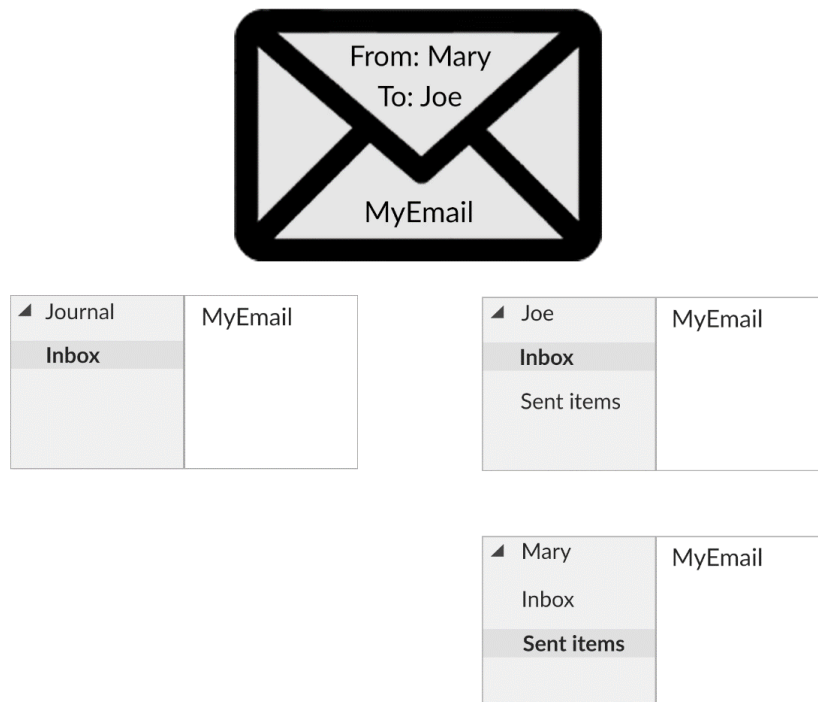 From: Mary
To: Joe
MyEmail
Journal
Inbox
MyEmail
Joe
Inbox
Sent items
MyEmail
Mary
Inbox
Sent items
MyEmail